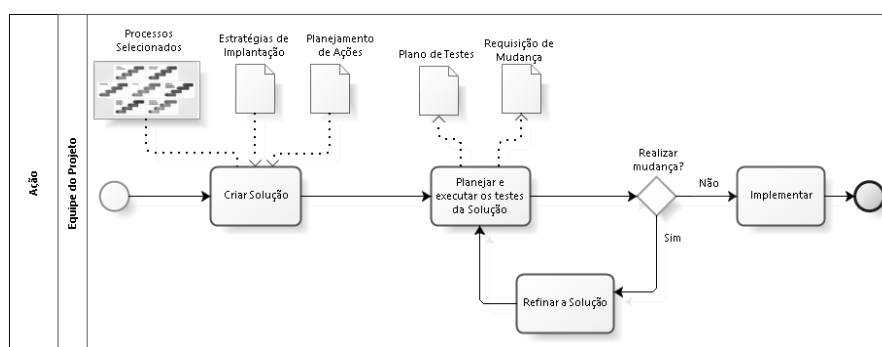 Processos
Selecionados
Estratégias de
Implantação
Planejamento
de Ações
Plano de Testes
Requisição de
Mudança
Ação
Equipe do Projeto
Criar Solução
Planejar e
executar os testes
da Solução
Realizar
mudança?
Não
Implementar
Sim
Refinar a Solução